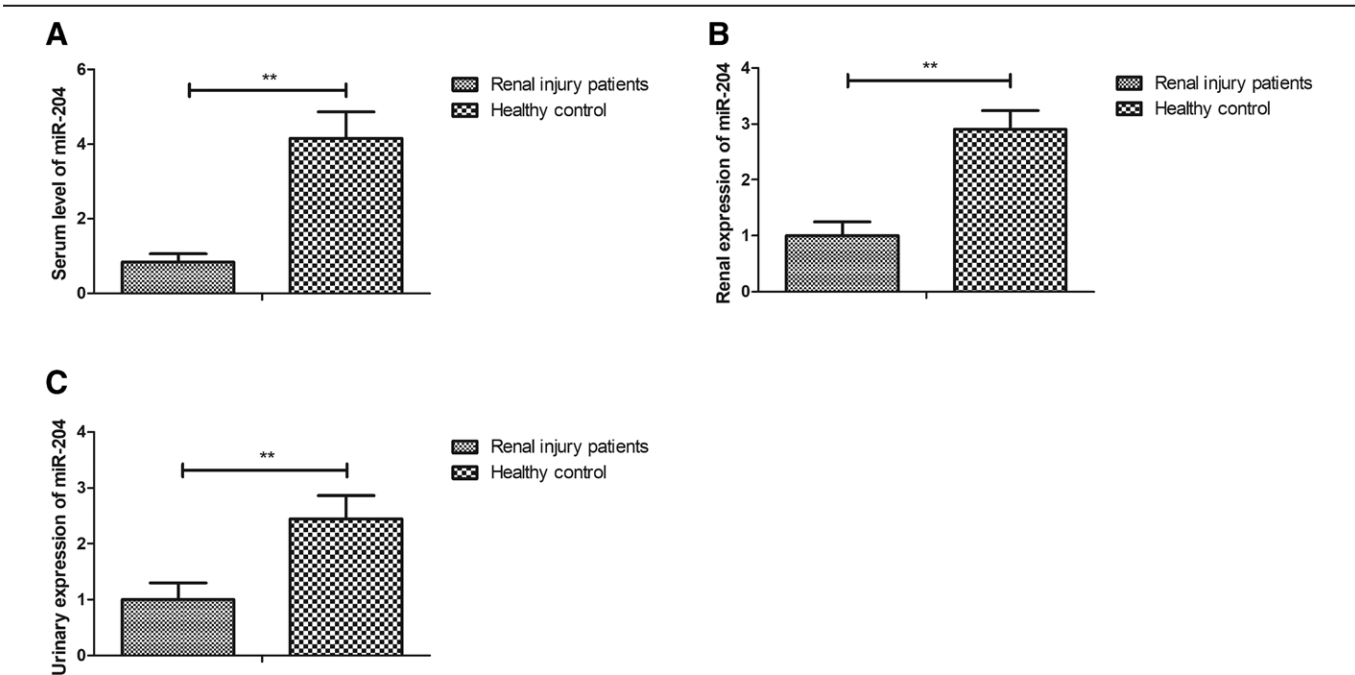 A
Serum level of miR-204
6
4
2
0
**
Renal injury patients
Healthy control
B
Renal expression of miR-204
4
3
2
1
0
**
Renal injury patients
Healthy control
C
Urinary expression of miR-204
4
3
2
1
0
**
Renal injury patients
Healthy control